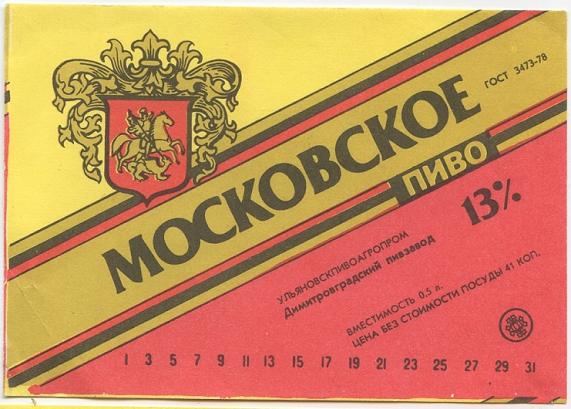 МОСКОВСКОЕ
ГОСТ 3473-78
ПИВО
13%
УЛЬЯНОВСКПИВОАГРОПРОМ
Димитровградский пивзавод
ВМЕСТИМОСТЬ 0.5 л.
ЦЕНА БЕЗ СТОИМОСТИ ПОСУДЫ 41 КОП.
1 3 5 7 9 11 13 15 17 19 21 23 25 27 29 31